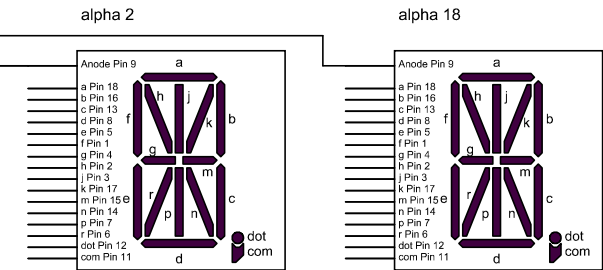 alpha 2
Anode Pin 9
a Pin 18
b Pin 16
c Pin 13
d Pin 8
e Pin 5
f Pin 1
g Pin 4
h Pin 2
j Pin 3
k Pin 17
m Pin 15
n Pin 14
p Pin 7
r Pin 6
dot Pin 12
com Pin 11
a
h
j
f
k
b
g
m
e
r
p
n
c
d
dot
com
alpha 18
Anode Pin 9
a Pin 18
b Pin 16
c Pin 13
d Pin 8
e Pin 5
f Pin 1
g Pin 4
h Pin 2
j Pin 3
k Pin 17
m Pin 15
n Pin 14
p Pin 7
r Pin 6
dot Pin 12
com Pin 11
a
h
j
f
k
b
g
m
e
r
p
n
c
d
dot
com